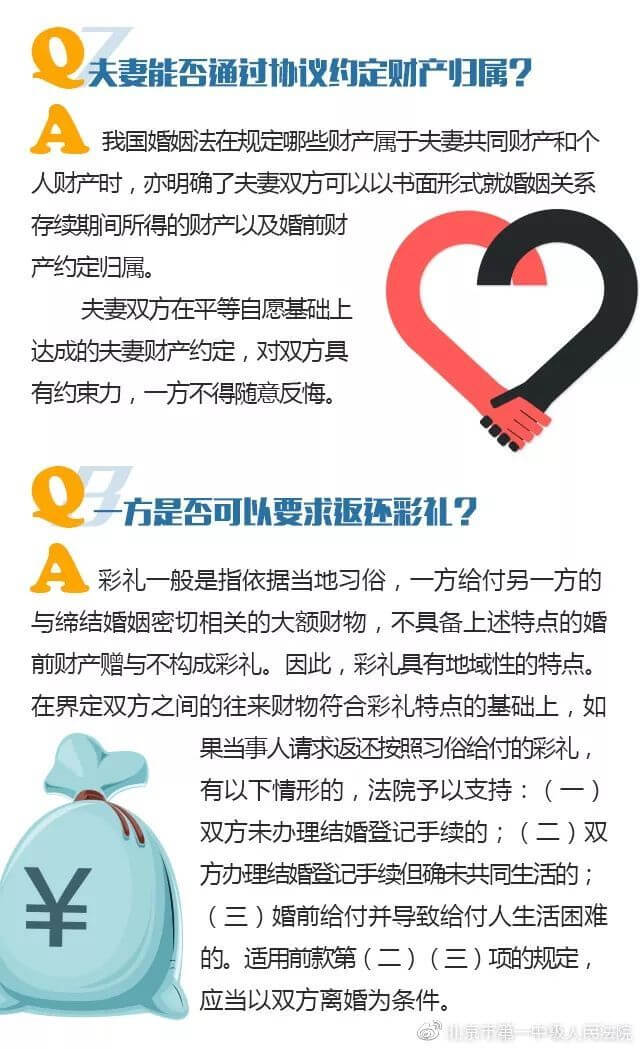 Q7 夫妻能否通过协议约定财产归属？
A 我国婚姻法在规定哪些财产属于夫妻共同财产和个
人财产时，亦明确了夫妻双方可以以书面形式就婚姻关系
存续期间所得的财产以及婚前财
产约定归属。
夫妻双方在平等自愿基础上
达成的夫妻财产约定，对双方具
有约束力，一方不得随意反悔。
Q8 一方是否可以要求返还彩礼？
A 彩礼一般是指依据当地习俗，一方给付另一方的
与缔结婚姻密切相关的大额财物，不具备上述特点的婚
前财产赠与不构成彩礼。因此，彩礼具有地域性的特点。
在界定双方之间的往来财物符合彩礼特点的基础上，如
果当事人请求返还按照习俗给付的彩礼，
有以下情形的，法院予以支持：（一）
双方未办理结婚登记手续的；（二）双
方办理结婚登记手续但确未共同生活的；
（三）婚前给付并导致给付人生活困难
的。适用前款第（二）（三）项的规定，
应当以双方离婚为条件。
¥
北京市第一中级人民法院